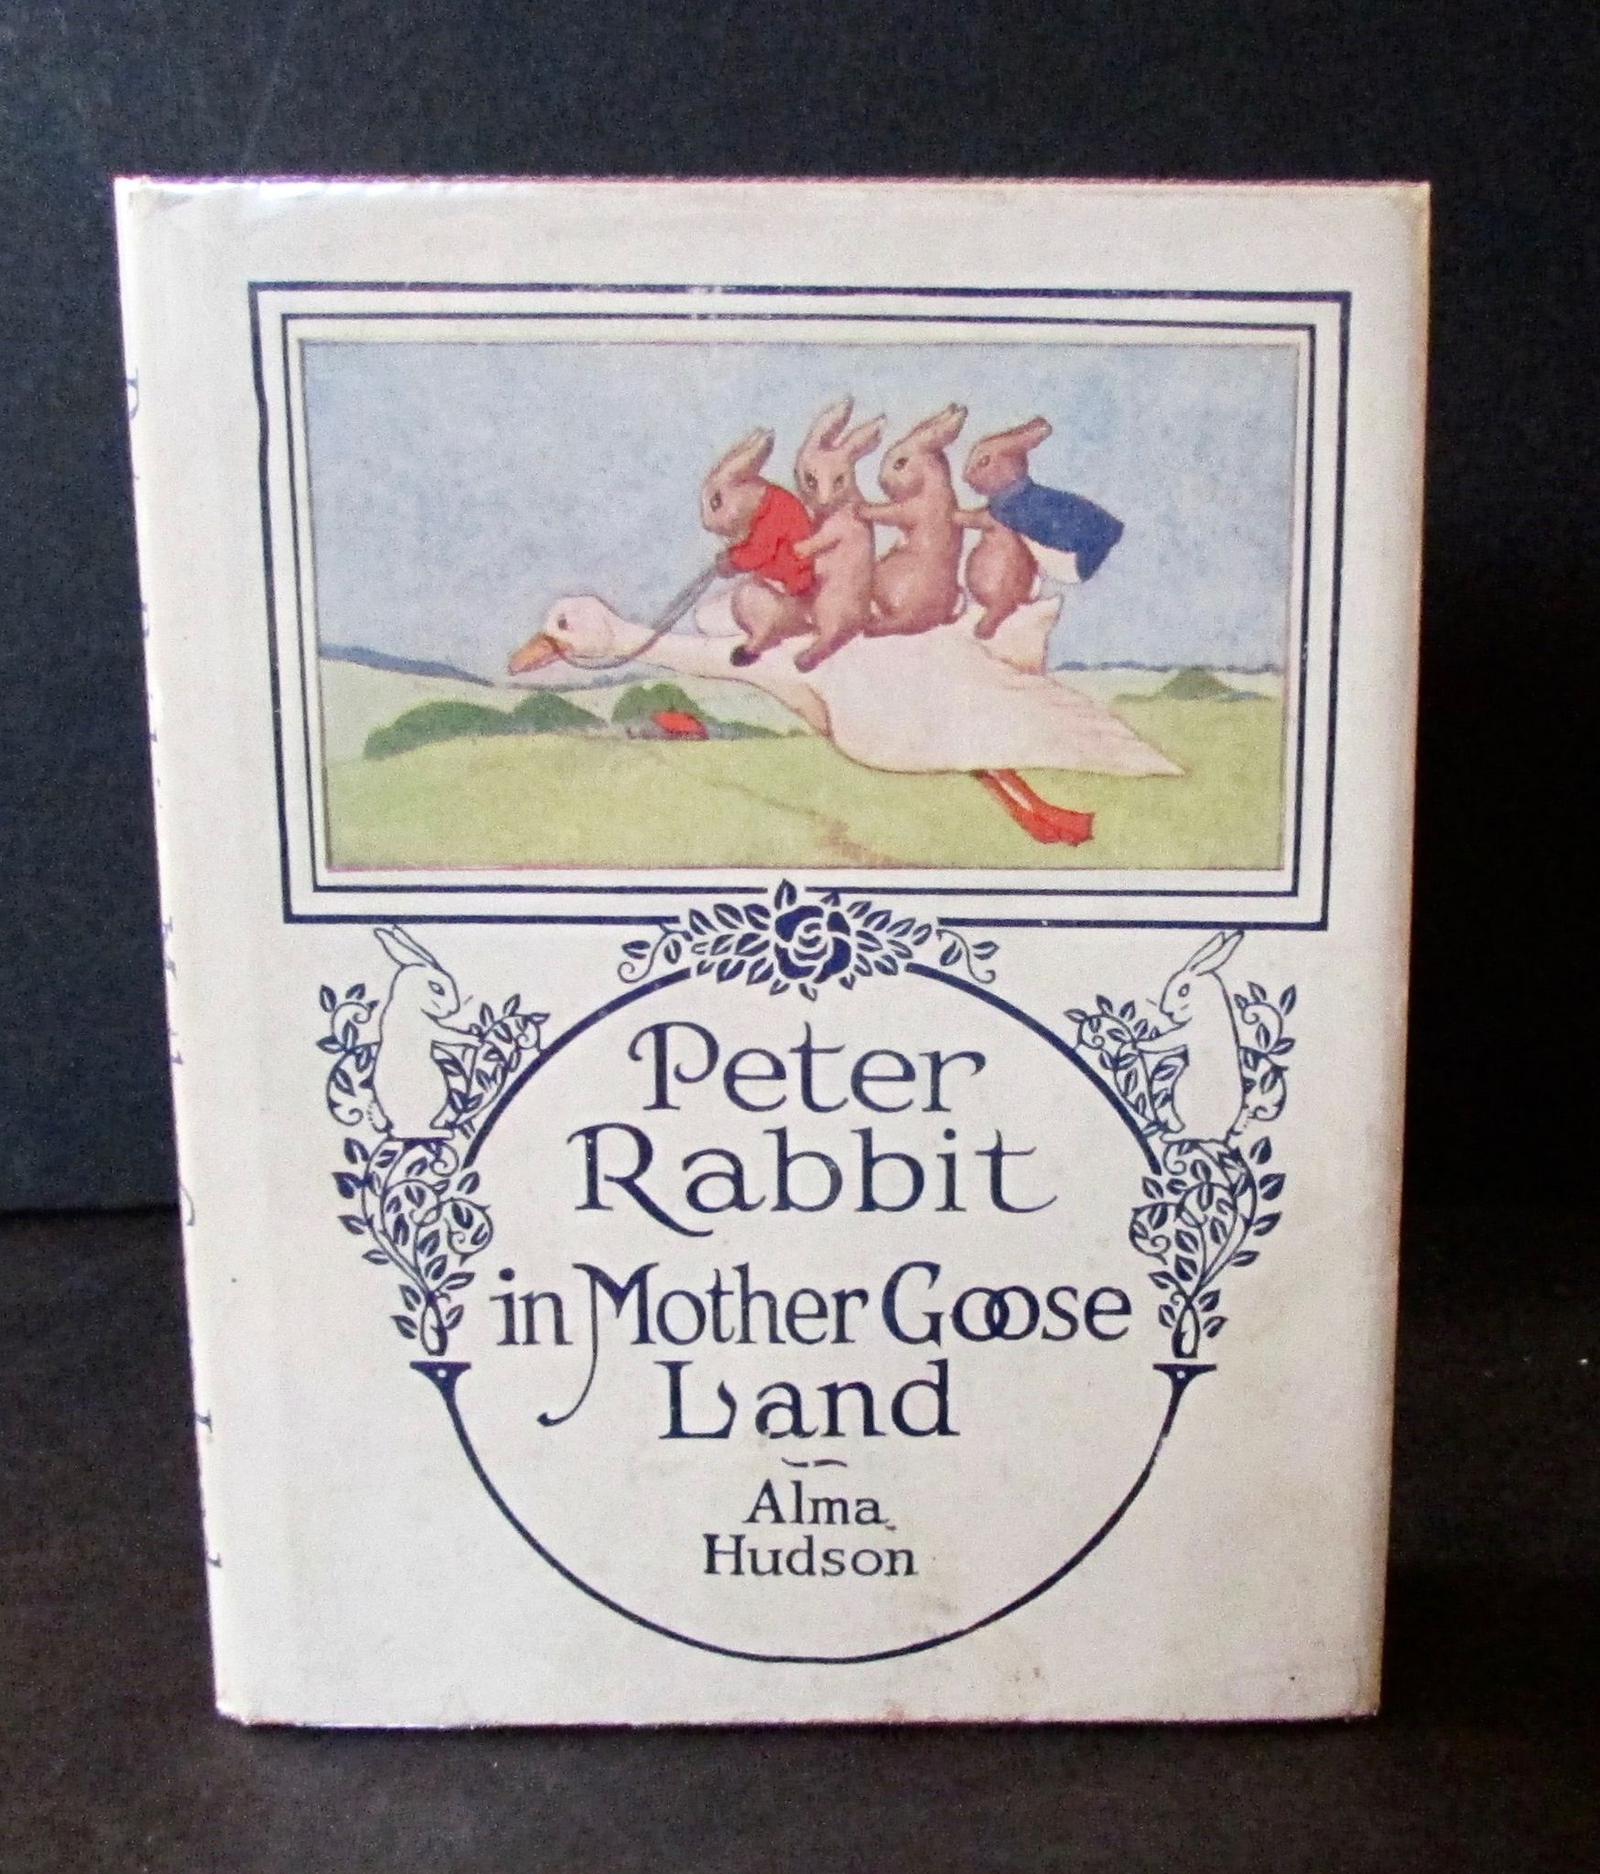 Peter
Rabbit
in Mother Goose
Land
Alma
Hudson